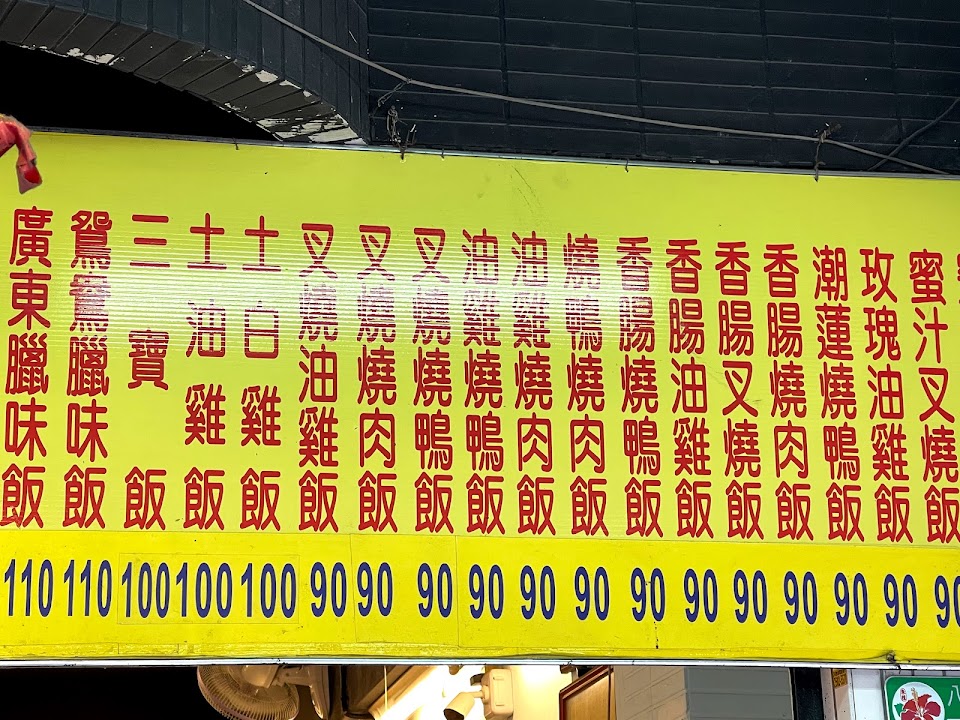 蜜汁叉燒飯 90
玫瑰油雞飯 90
潮蓮燒鴨飯 90
香腸燒肉飯 90
香腸叉燒飯 90
香腸油雞飯 90
香腸燒鴨飯 90
燒鴨燒肉飯 90
油雞燒肉飯 90
油雞燒鴨飯 90
叉燒燒鴨飯 90
叉燒燒肉飯 90
叉燒油雞飯 90
土白雞飯 100
土油雞飯 100
三寶飯 100
鴛鴦臘味飯 110
廣東臘味飯 110